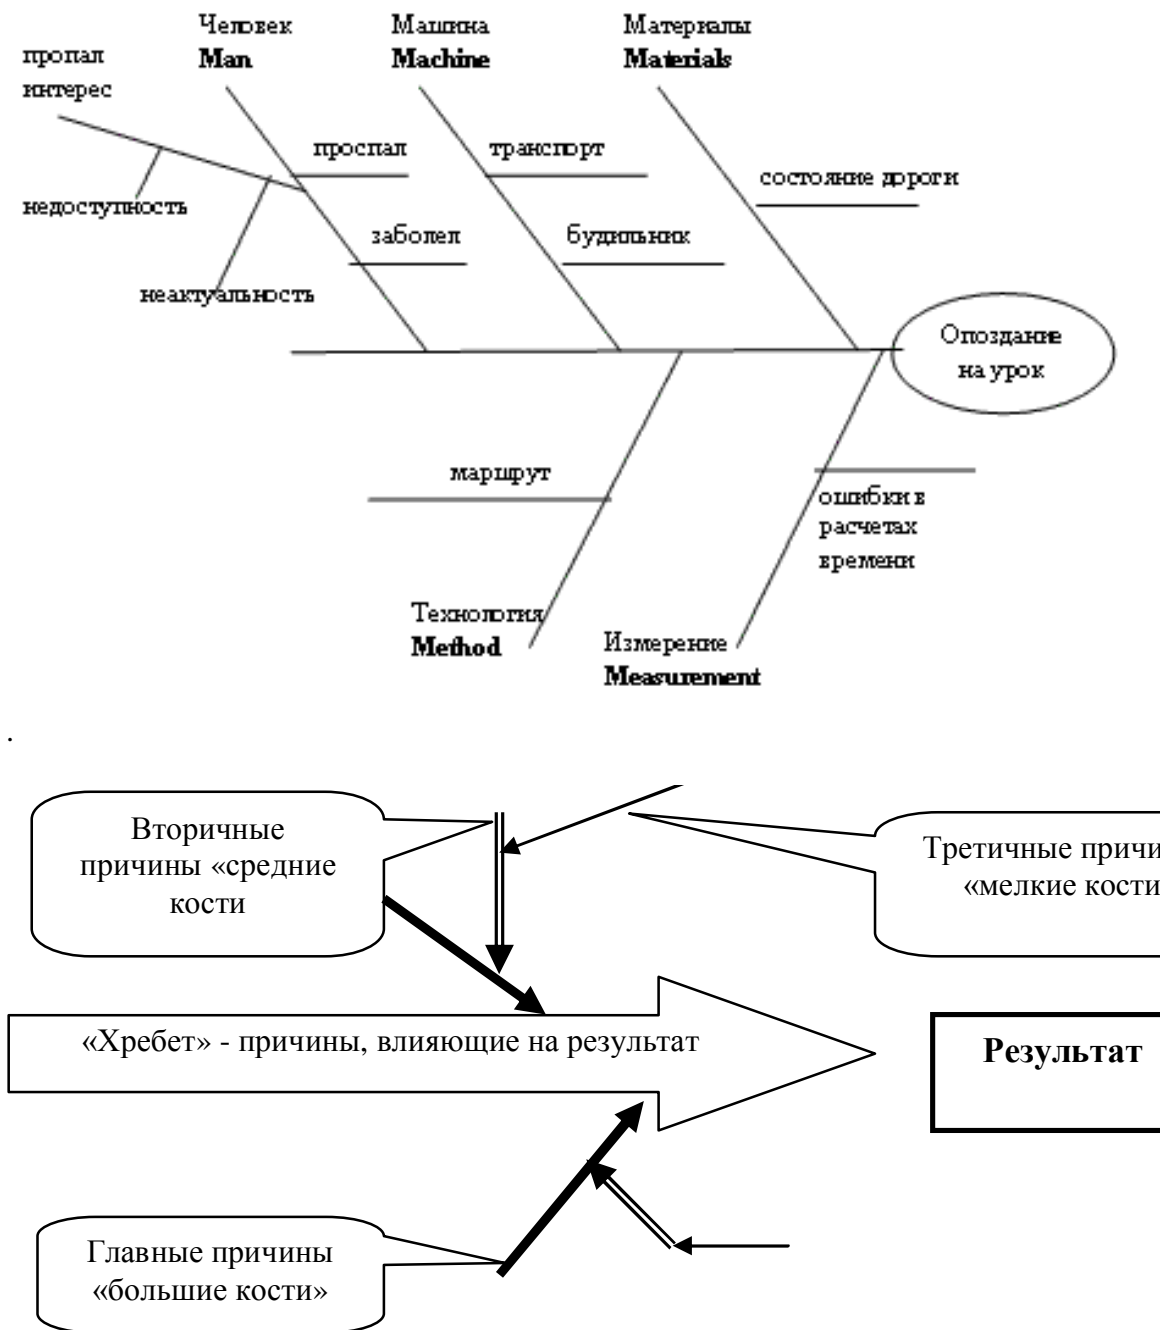 Человек
Man
Машина
Machine
Материалы
Materials
пропал
интерес
проспал
транспорт
состояние дороги
недоступность
заболел
будильник
неактуальность
Опоздание
на урок
маршрут
ошибки в
расчетах
времени
Технология
Method
Измерение
Measurement
.
Вторичные
причины «средние
кости
Третичные причи
«мелкие кости
«Хребет» - причины, влияющие на результат
Результат
Главные причины
«большие кости»